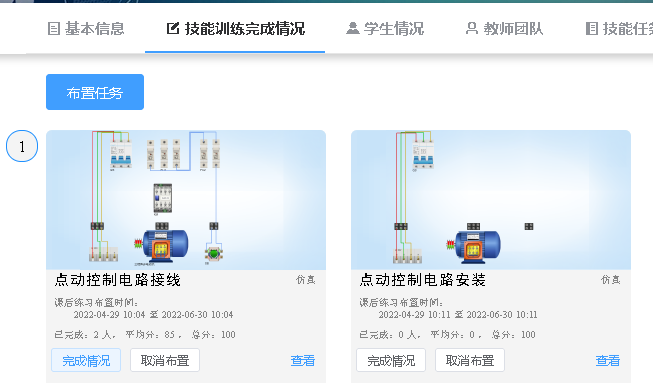 基本信息 技能训练完成情况 学生情况 教师团队 技能任
布置任务
1
点动控制电路接线 仿真
课后练习布置时间：
2022-04-29 10:04 至 2022-06-30 10:04
已完成：2 人， 平均分：85 ， 总分：100
完成情况 取消布置 查看
点动控制电路安装 仿真
课后练习布置时间：
2022-04-29 10:11 至 2022-06-30 10:11
已完成：0 人， 平均分：0 ， 总分：100
完成情况 取消布置 查看